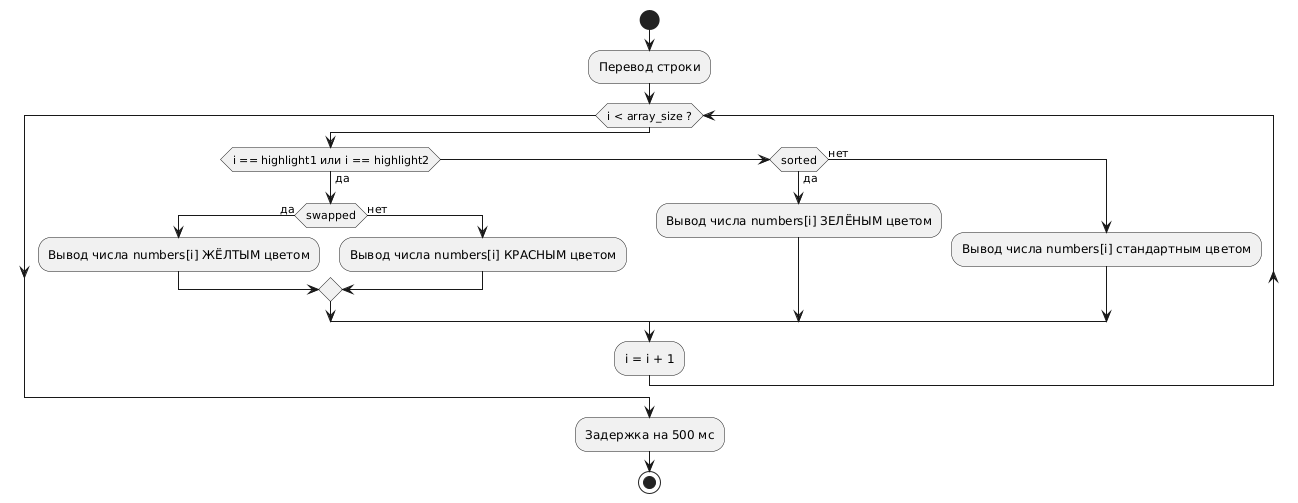 Перевод строки
i < array_size ?
i == highlight1 или i == highlight2
sorted
нет
да
да
swapped
да
нет
Вывод числа numbers[i] ЗЕЛЁНЫМ цветом
Вывод числа numbers[i] ЖЁЛТЫМ цветом
Вывод числа numbers[i] КРАСНЫМ цветом
Вывод числа numbers[i] стандартным цветом
i = i + 1
Задержка на 500 мс